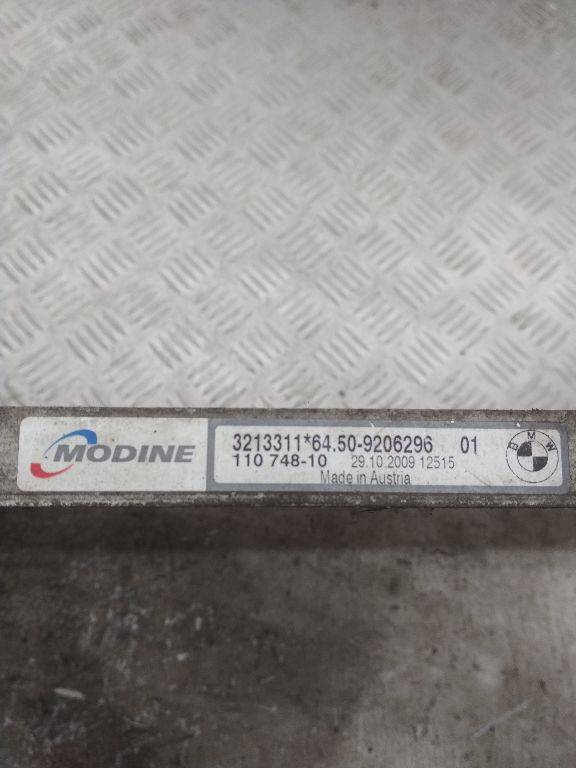 MODINE
3213311*64.50-9206296 01
110 748-10 29.10.2009 12515
Made in Austria
BMW